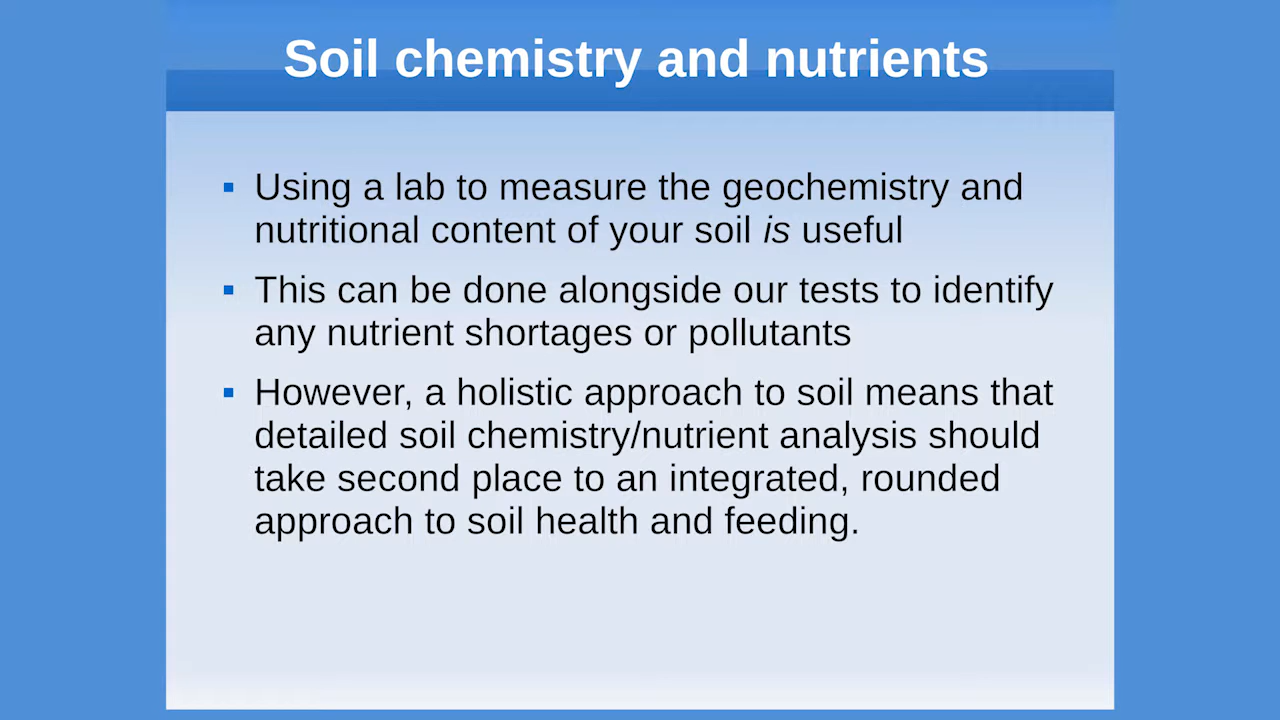 Soil chemistry and nutrients
Using a lab to measure the geochemistry and
nutritional content of your soil is useful
This can be done alongside our tests to identify
any nutrient shortages or pollutants
However, a holistic approach to soil means that
detailed soil chemistry/nutrient analysis should
take second place to an integrated, rounded
approach to soil health and feeding.